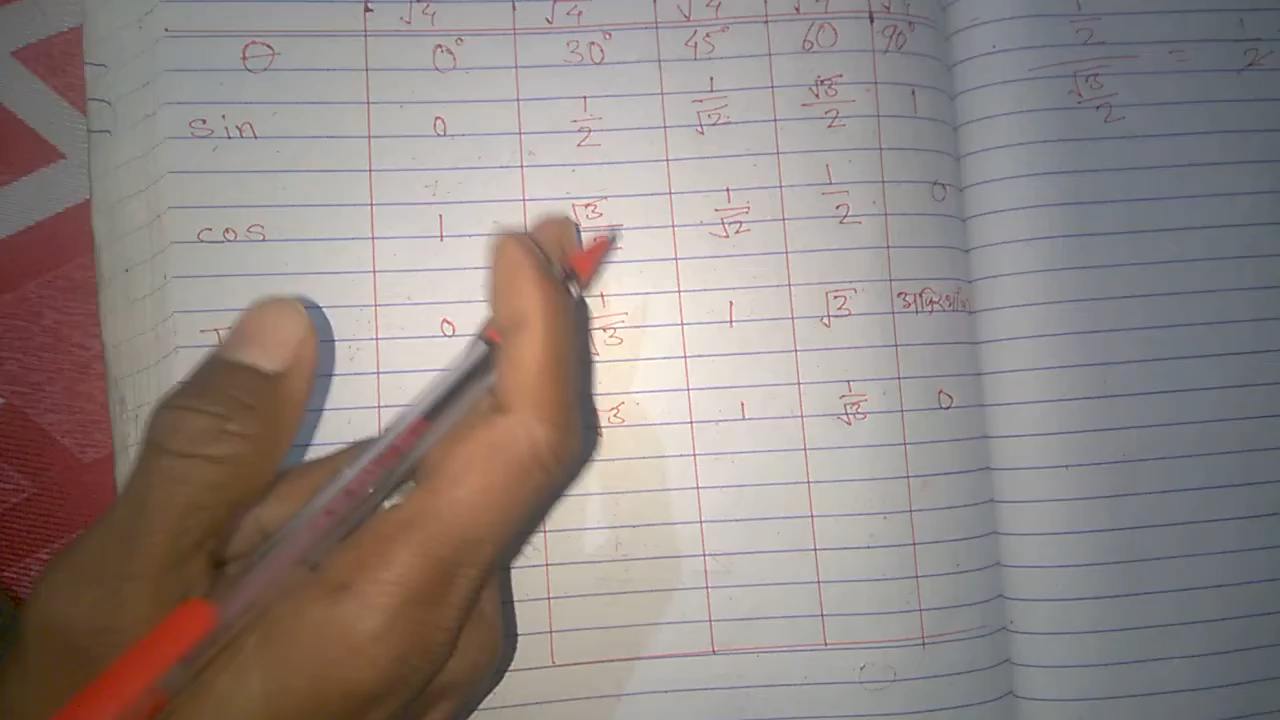 √4 √4 √4
θ 0° 30° 45° 60 90°
sin 0 1/2 1/√2 √3/2 1
cos 1 √3 1/√2 1/2 0
0 1/√3 1 √3
√3 1 1/√3 0
1/2
√3/2
= 1/2